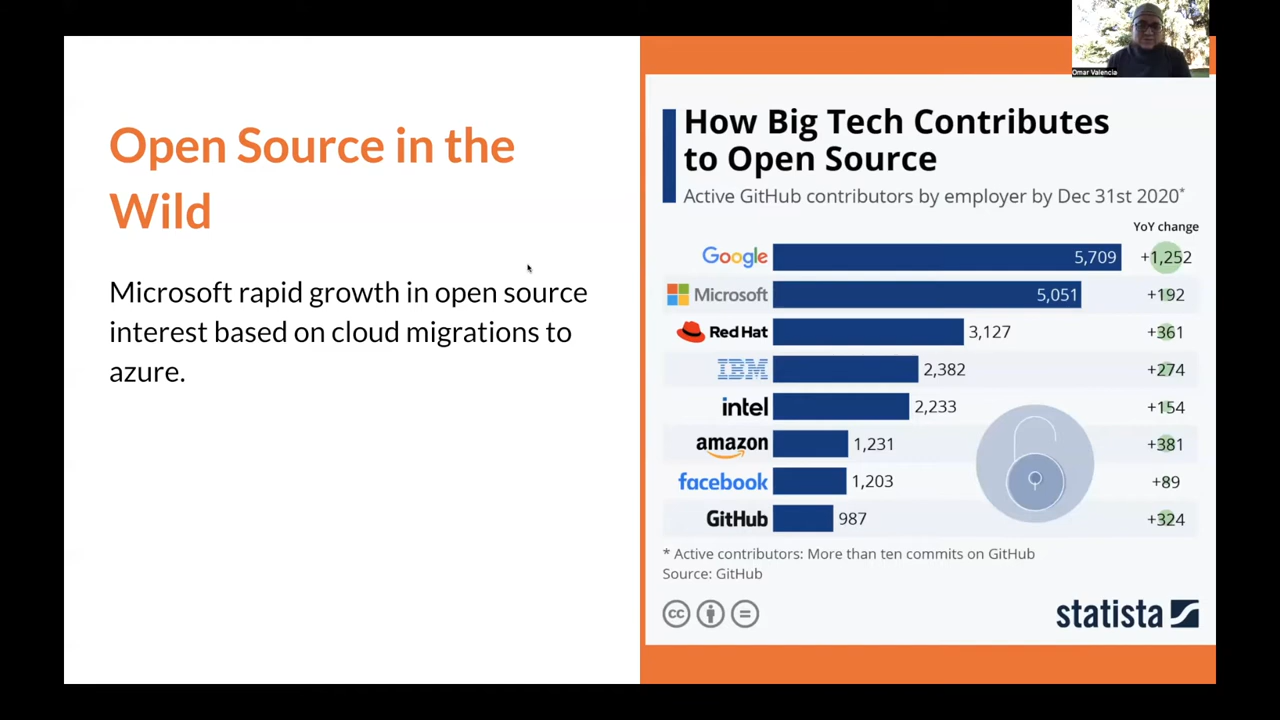 Omar Valencia
Open Source in the
Wild
Microsoft rapid growth in open source
interest based on cloud migrations to
azure.
How Big Tech Contributes
to Open Source
Active GitHub contributors by employer by Dec 31st 2020*
YoY change
Google 5,709 +1,252
Microsoft 5,051 +192
Red Hat 3,127 +361
IBM 2,382 +274
intel 2,233 +154
amazon 1,231 +381
facebook 1,203 +89
GitHub 987 +324
* Active contributors: More than ten commits on GitHub
Source: GitHub
cc
statista